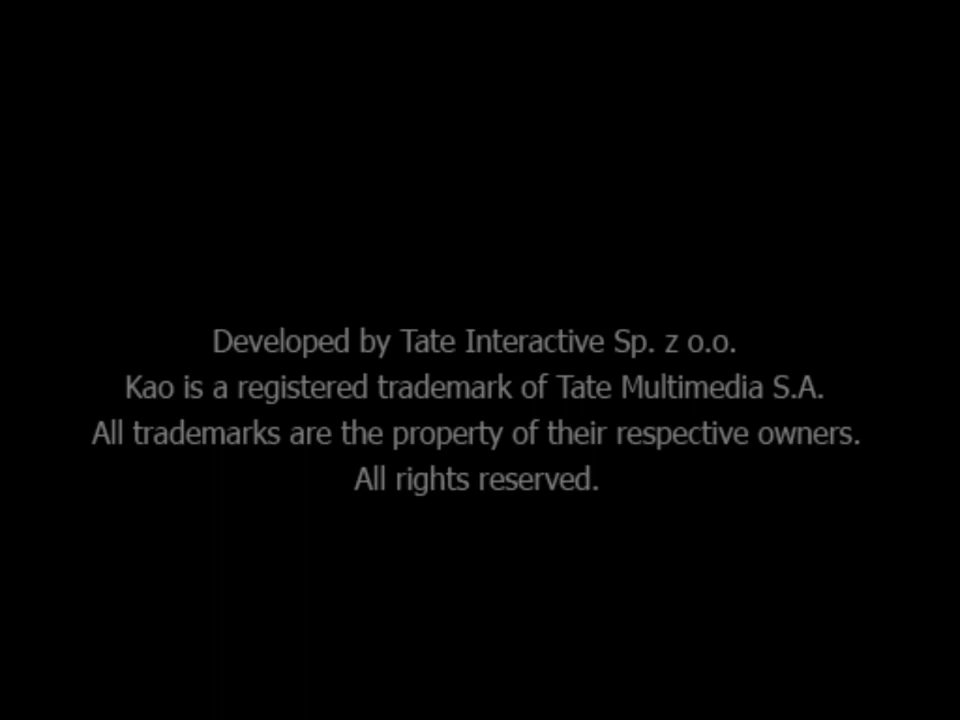 Developed by Tate Interactive Sp. z o.o.
Kao is a registered trademark of Tate Multimedia S.A.
All trademarks are the property of their respective owners.
All rights reserved.